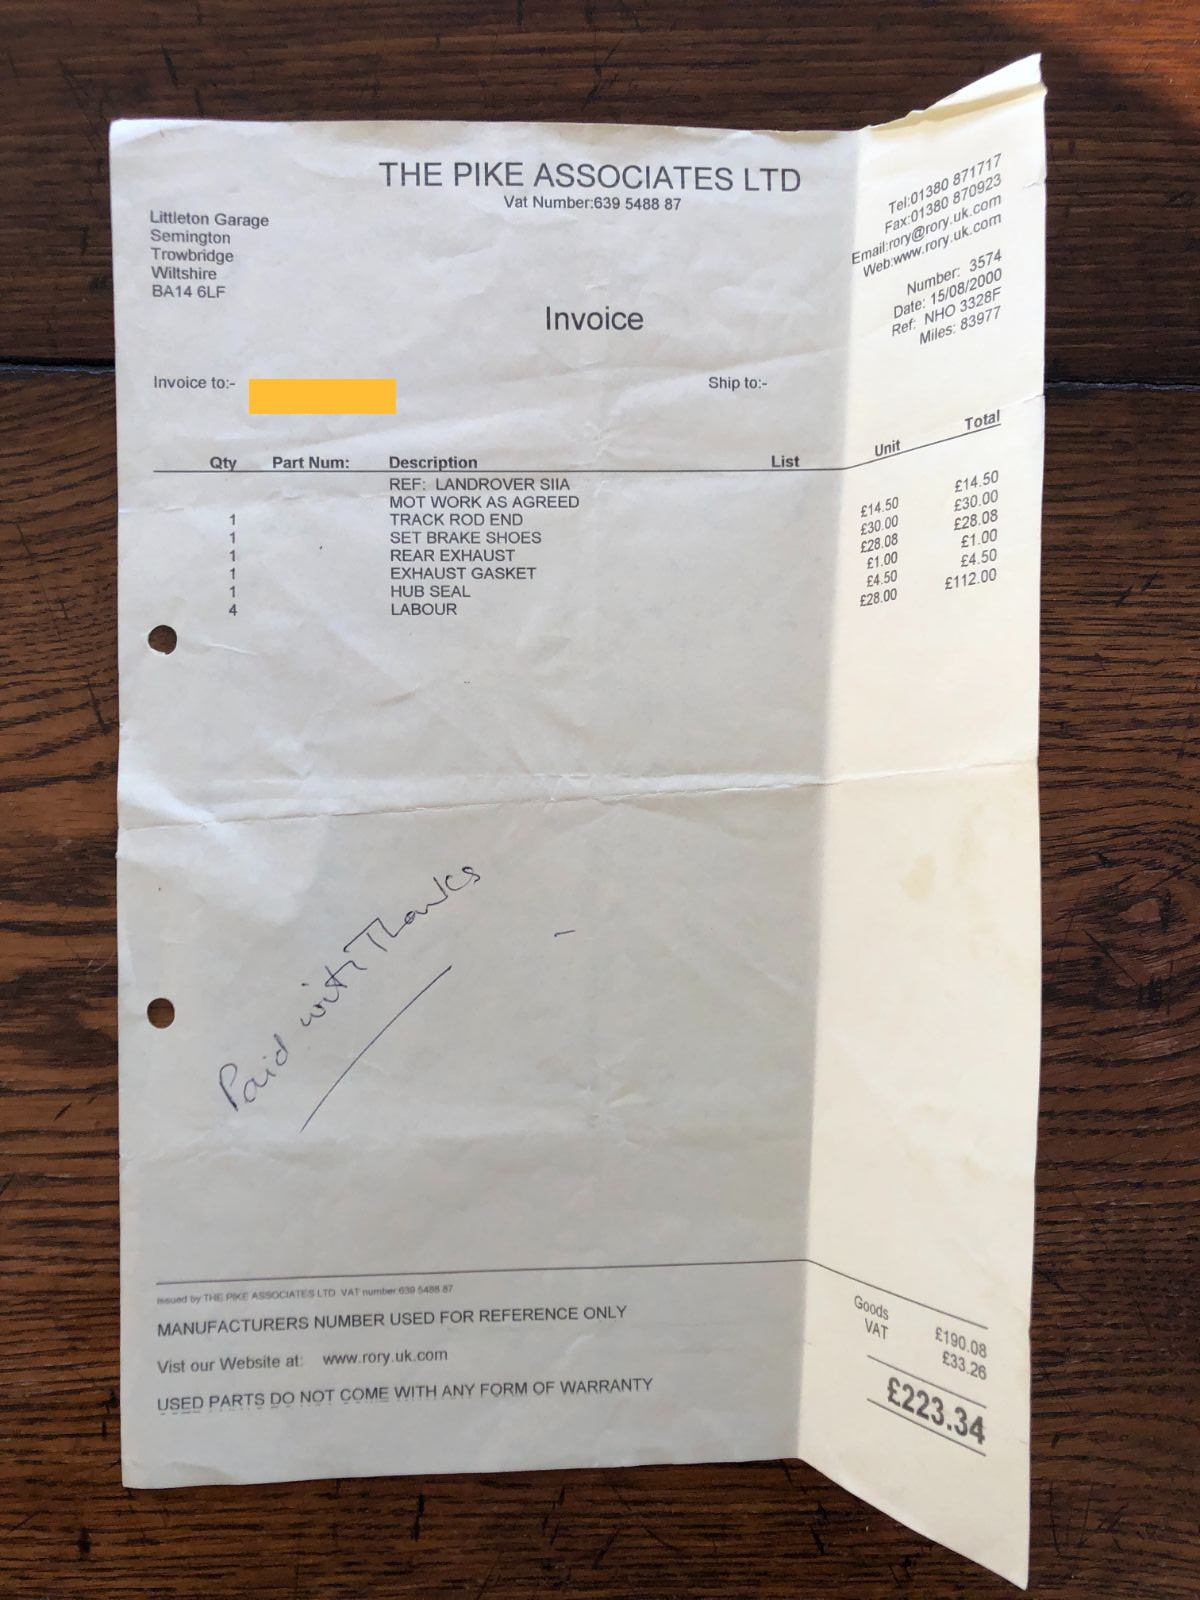 THE PIKE ASSOCIATES LTD
Vat Number:639 5488 87
Littleton Garage
Semington
Trowbridge
Wiltshire
BA14 6LF
Tel:01380 871717
Fax:01380 870923
Email:rory@rory.uk.com
Web:www.rory.uk.com
Number: 3574
Date: 15/08/2000
Ref: NHO 3328F
Miles: 83977
Invoice
Invoice to:- Ship to:-
Qty Part Num: Description List Unit Total
REF: LANDROVER SIIA
MOT WORK AS AGREED
1 TRACK ROD END £14.50 £14.50
1 SET BRAKE SHOES £30.00 £30.00
1 REAR EXHAUST £28.08 £28.08
1 EXHAUST GASKET £1.00 £1.00
1 HUB SEAL £4.50 £4.50
4 LABOUR £28.00 £112.00
Paid with Thanks
Issued by THE PIKE ASSOCIATES LTD VAT number 639 5488 87
MANUFACTURERS NUMBER USED FOR REFERENCE ONLY
Vist our Website at: www.rory.uk.com
USED PARTS DO NOT COME WITH ANY FORM OF WARRANTY
Goods £190.08
VAT £33.26
£223.34